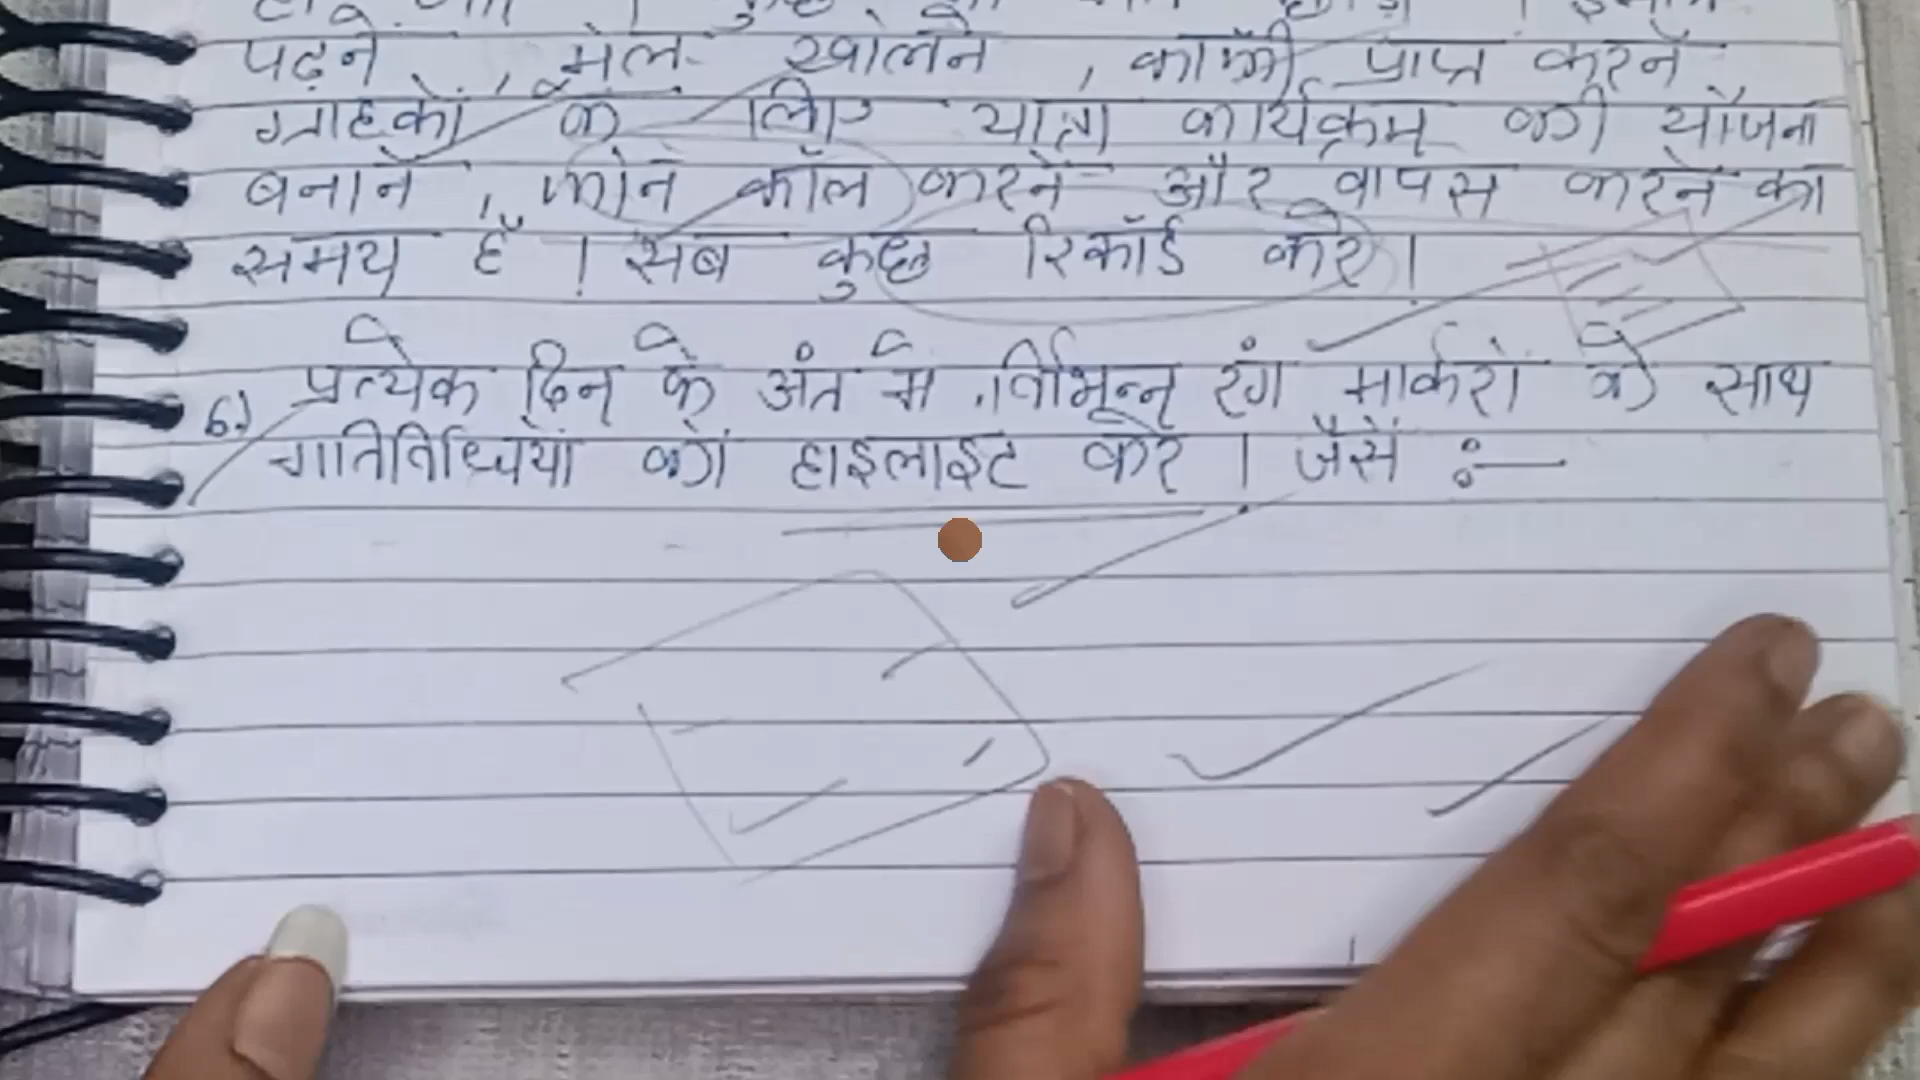 पढ़ने , मेल खोलने , कॉफी प्राप्त करने
ग्राहकों के लिए यात्रा कार्यक्रम की योजना
बनाने , फोन कॉल करने और वापस करने का
समय है । सब कुछ रिकॉर्ड करे ।
6) प्रत्येक दिन के अंत मे विभिन्न रंग मार्करो के साथ
गतितिधियों को हाइलाइट करे । जैसें :—